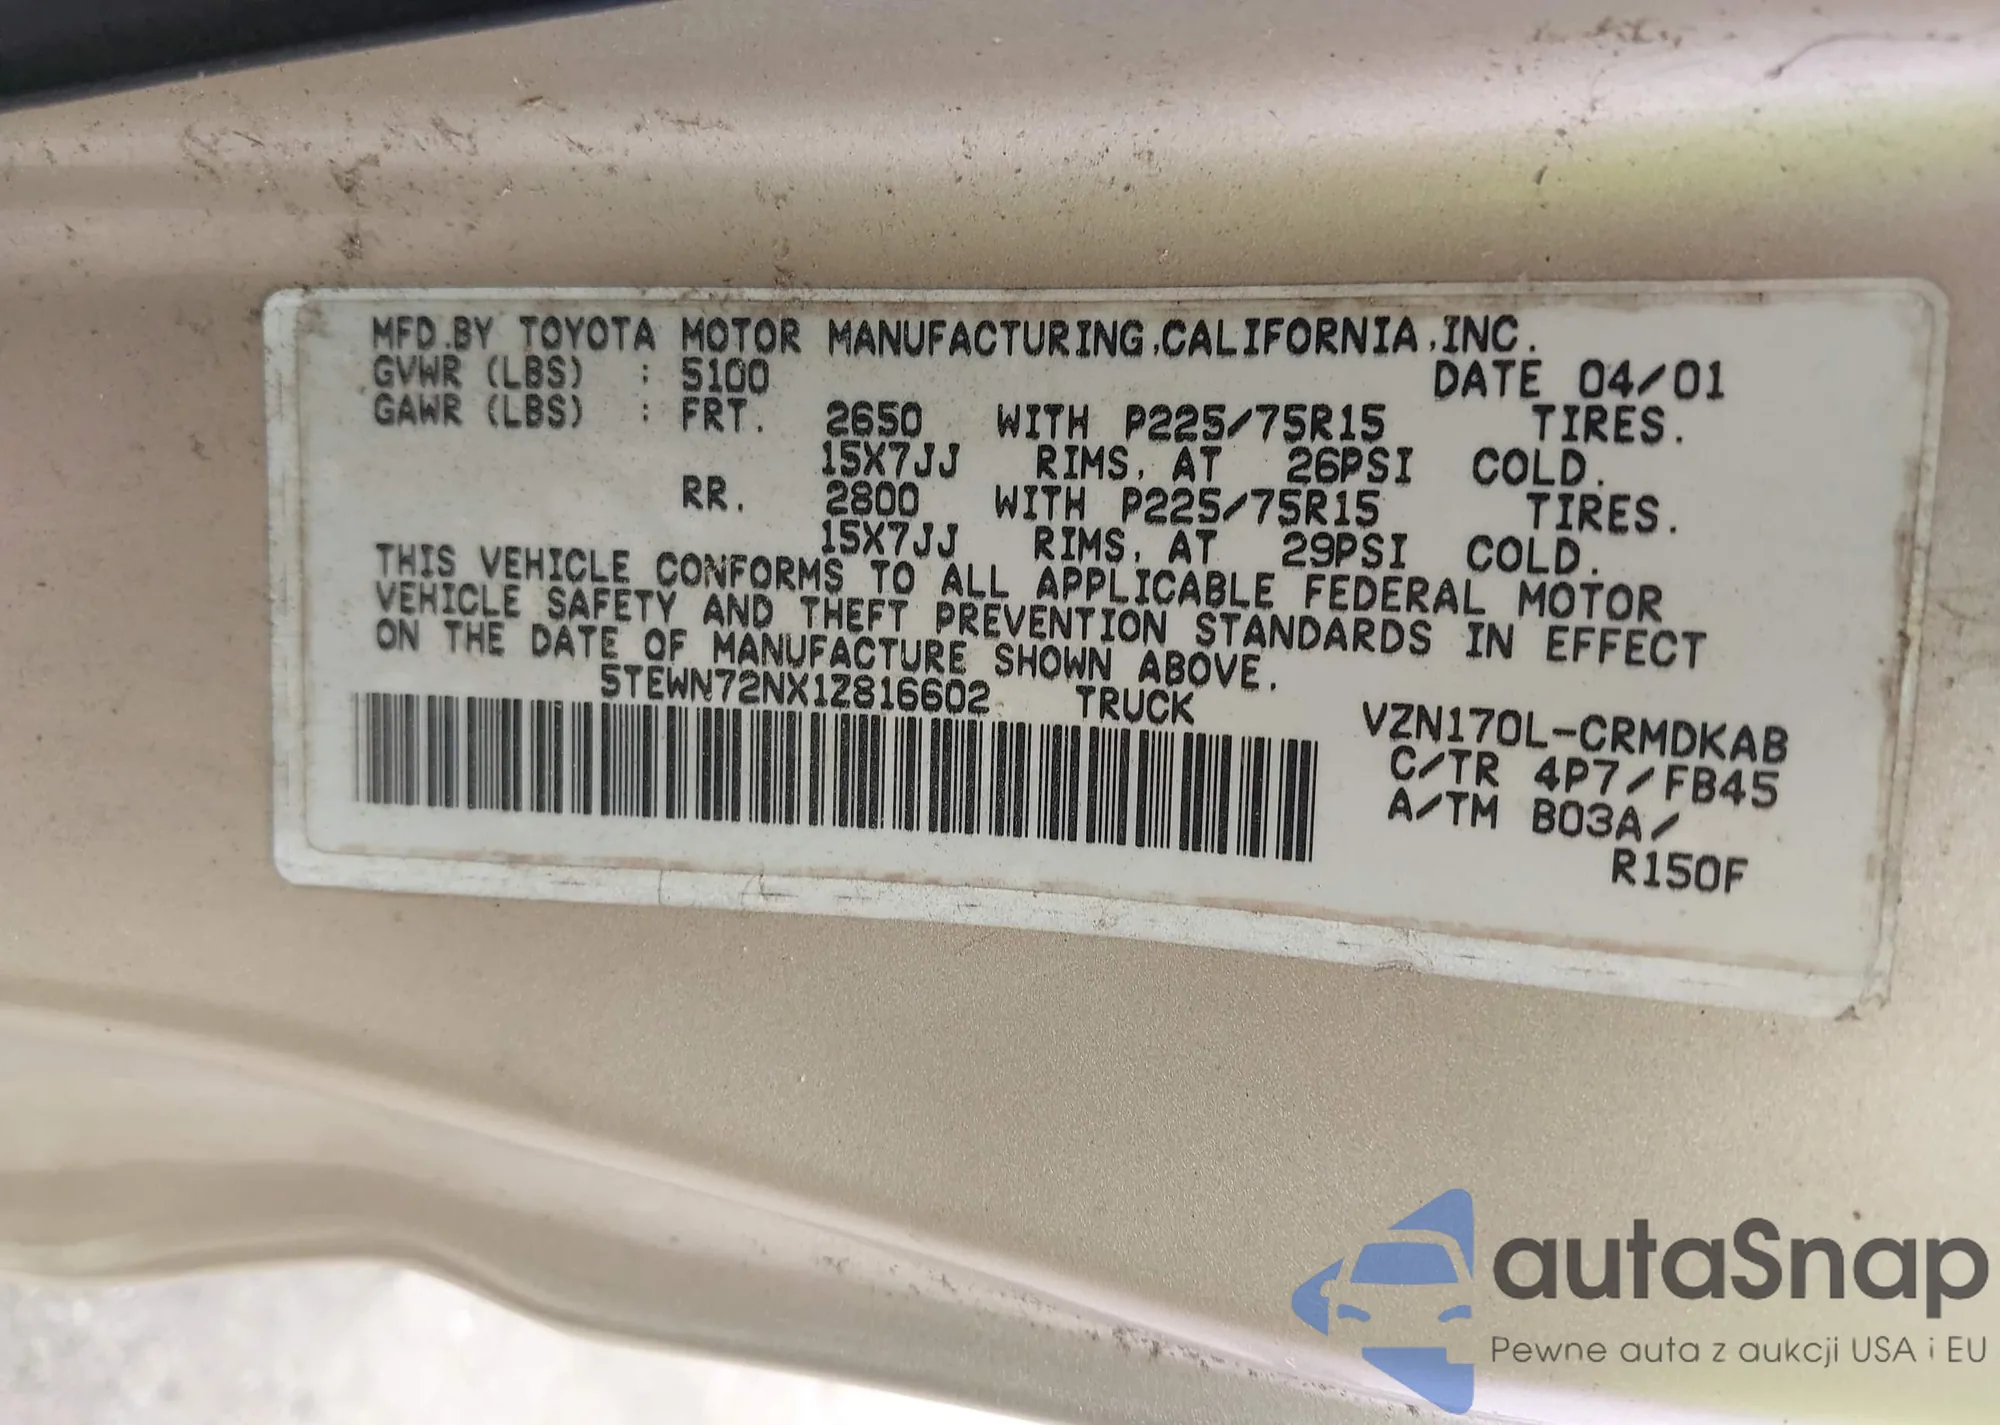 MFD.BY TOYOTA MOTOR MANUFACTURING,CALIFORNIA,INC.
GVWR (LBS) : 5100 DATE 04/01
GAWR (LBS) : FRT. 2650 WITH P225/75R15 TIRES.
15X7JJ RIMS, AT 26PSI COLD.
RR. 2800 WITH P225/75R15 TIRES.
15X7JJ RIMS, AT 29PSI COLD.
THIS VEHICLE CONFORMS TO ALL APPLICABLE FEDERAL MOTOR
VEHICLE SAFETY AND THEFT PREVENTION STANDARDS IN EFFECT
ON THE DATE OF MANUFACTURE SHOWN ABOVE.
5TEWN72NX1Z816602 TRUCK
VZN170L-CRMDKAB
C/TR 4P7/FB45
A/TM B03A/
R150F
autaSnap
Pewne auta z aukcji USA i EU